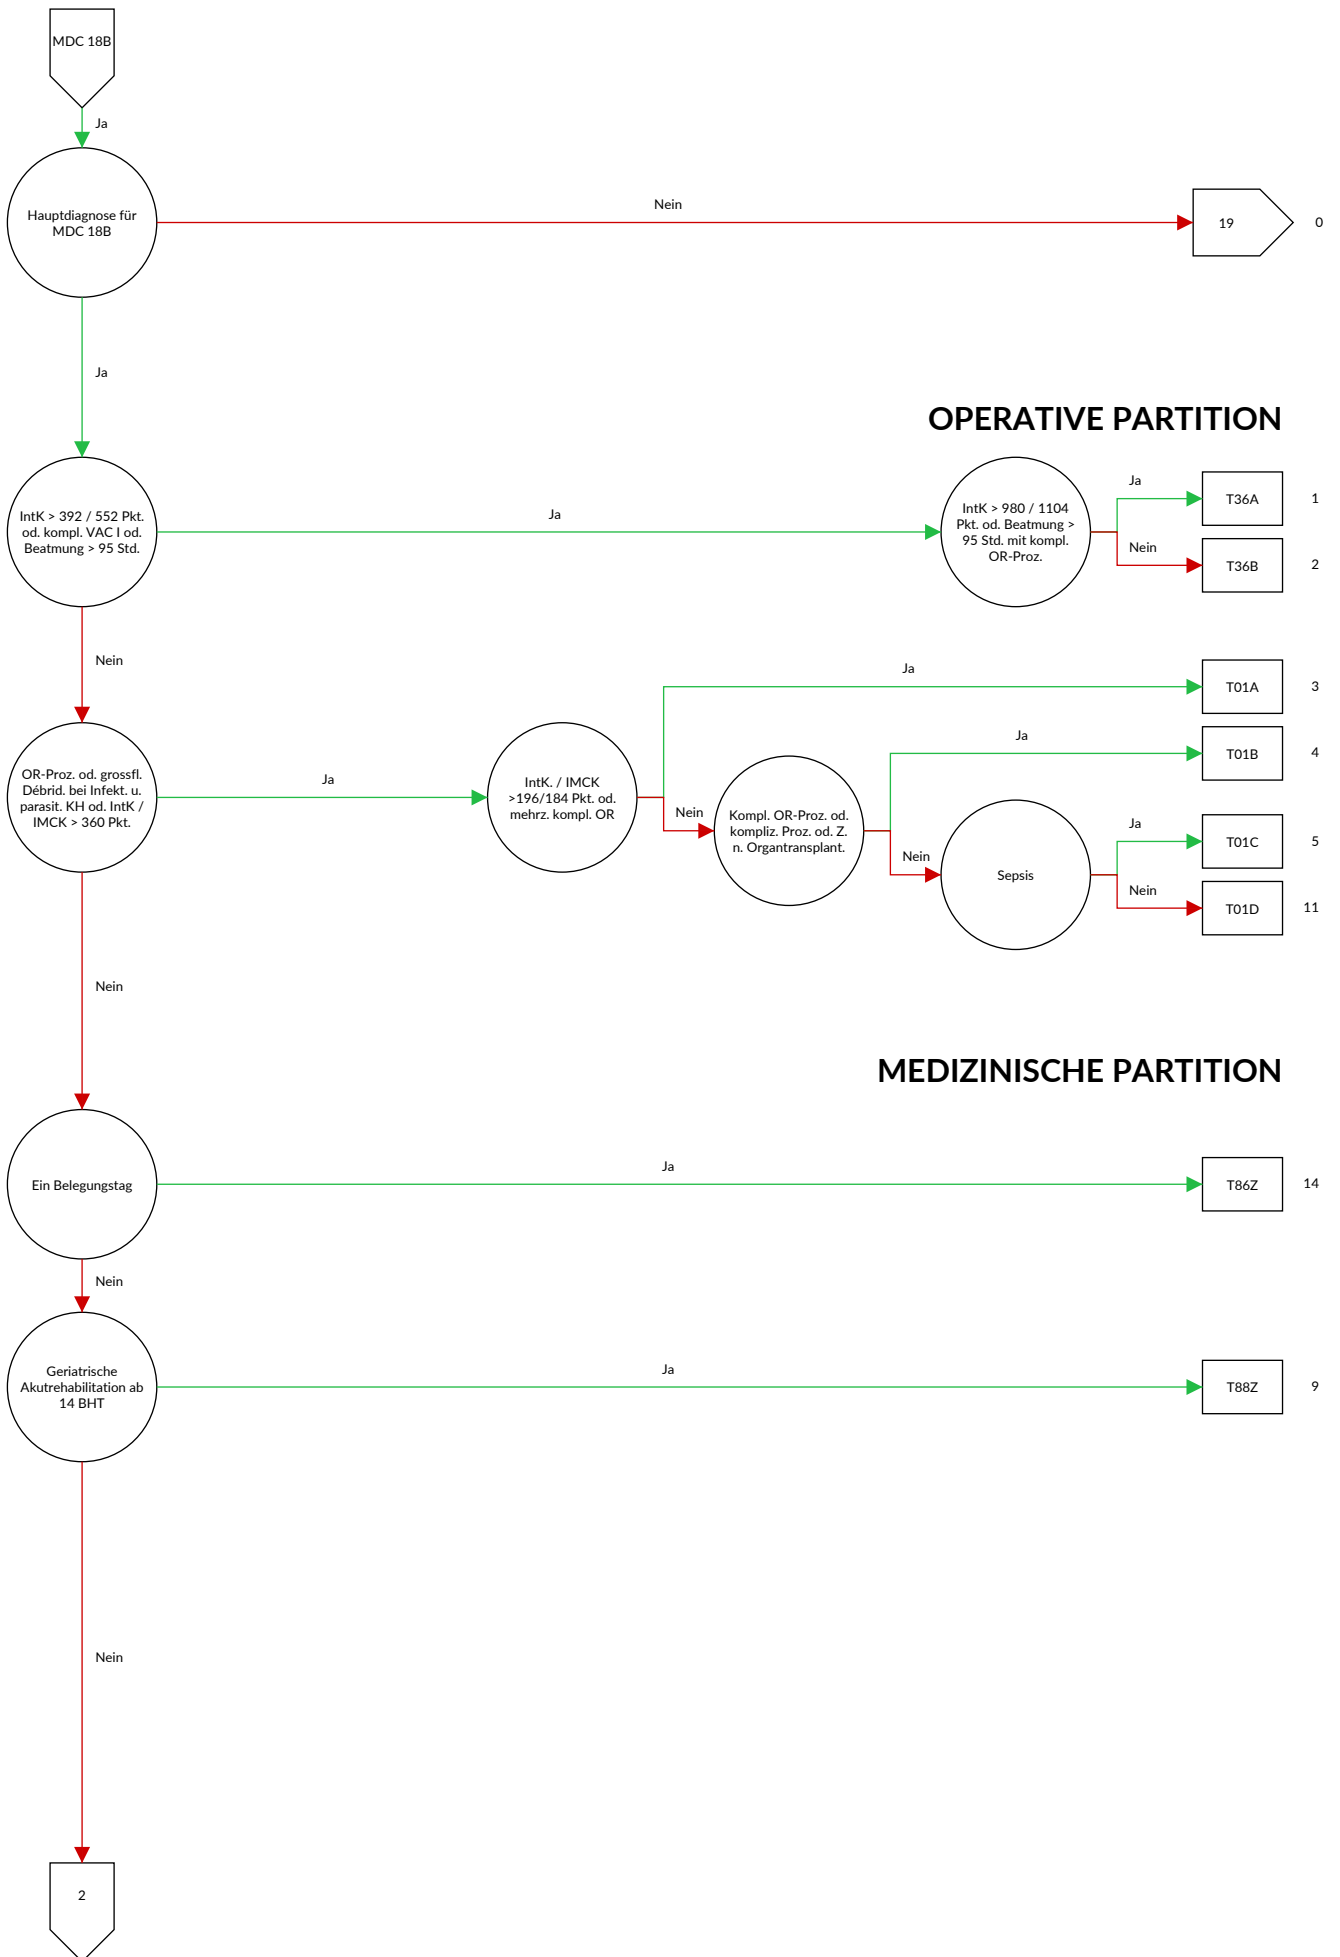 MDC 18B
Ja
Hauptdiagnose für
MDC 18B
Nein
19
0
Ja
OPERATIVE PARTITION
IntK > 392 / 552 Pkt.
od. kompl. VAC I od.
Beatmung > 95 Std.
Ja
IntK > 980 / 1104
Pkt. od. Beatmung >
95 Std. mit kompl.
OR-Proz.
Ja
T36A
1
Nein
T36B
2
Nein
OR-Proz. od. grossfl.
Débrid. bei Infekt. u.
parasit. KH od. IntK /
IMCK > 360 Pkt.
Ja
IntK. / IMCK
>196/184 Pkt. od.
mehrz. kompl. OR
Ja
T01A
3
Nein
Kompl. OR-Proz. od.
kompliz. Proz. od. Z.
n. Organtransplant.
Ja
T01B
4
Nein
Sepsis
Ja
T01C
5
Nein
T01D
11
Nein
MEDIZINISCHE PARTITION
Ein Belegungstag
Ja
T86Z
14
Nein
Geriatrische
Akutrehabilitation ab
14 BHT
Ja
T88Z
9
Nein
2